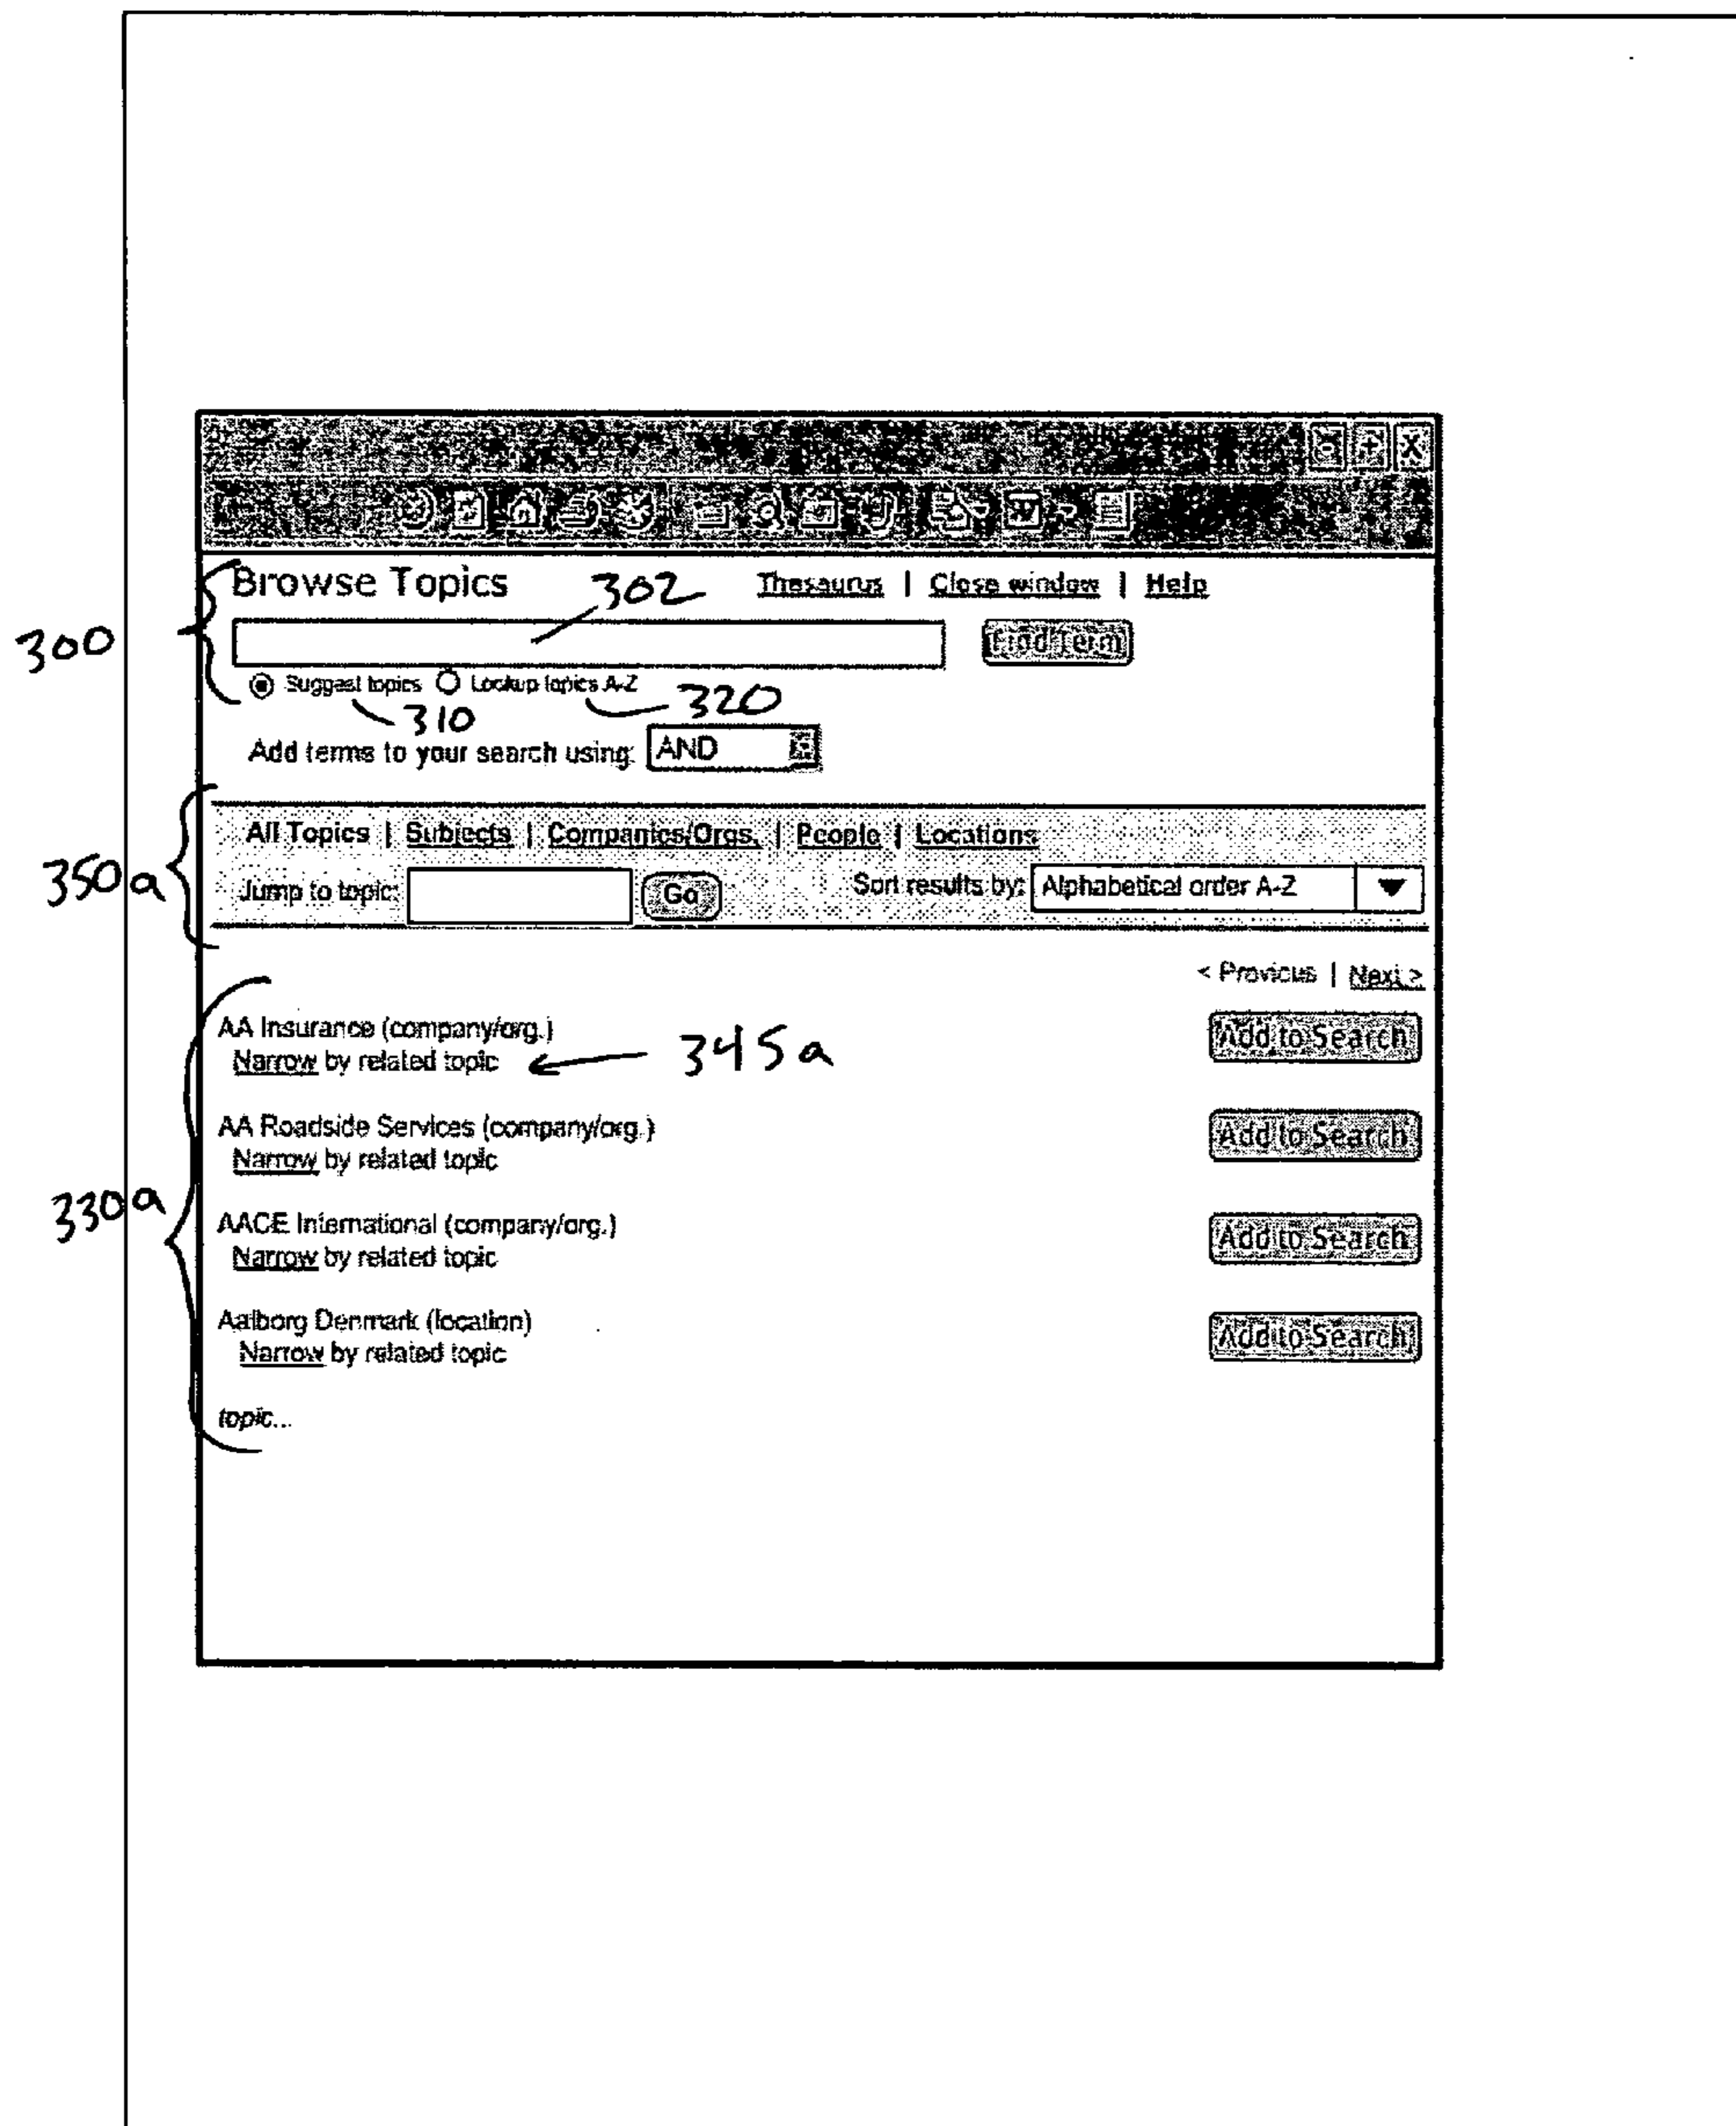 Browse Topics 302 Thesaurus | Close window | Help
300
Find Term
Suggest topics Lookup topics A-Z
310 320
Add terms to your search using: AND
350a
All Topics | Subjects | Companies/Orgs. | People | Locations
Jump to topic: Go Sort results by: Alphabetical order A-Z
< Previous | Next >
AA Insurance (company/org.) Add to Search
Narrow by related topic 345a
AA Roadside Services (company/org.) Add to Search
Narrow by related topic
330a
AACE International (company/org.) Add to Search
Narrow by related topic
Aalborg Denmark (location) Add to Search
Narrow by related topic
topic...